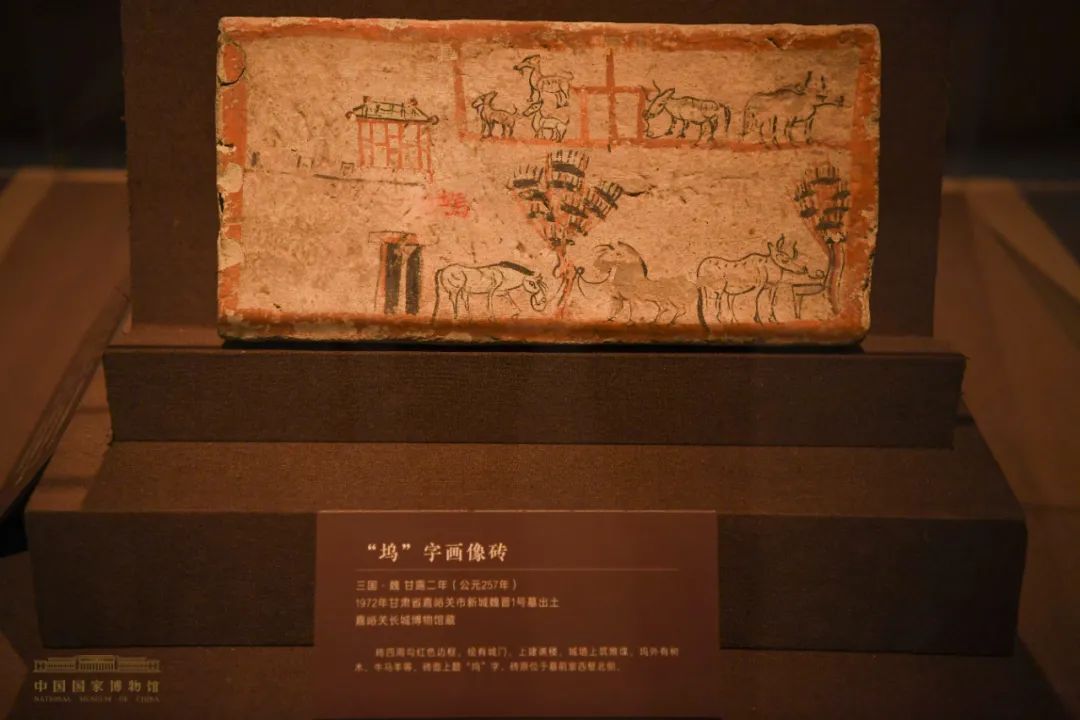 坞
“坞”字画像砖
三国·魏 甘露二年（公元257年）
1972年甘肃省嘉峪关市新城魏晋1号墓出土
嘉峪关长城博物馆藏
砖四周勾红色边框，绘有城门，上建谯楼，城墙上筑雉堞，坞外有树
木、牛马羊等，砖面上题“坞”字。砖原位于墓前室西壁北侧。
中国国家博物馆
NATIONAL MUSEUM OF CHINA